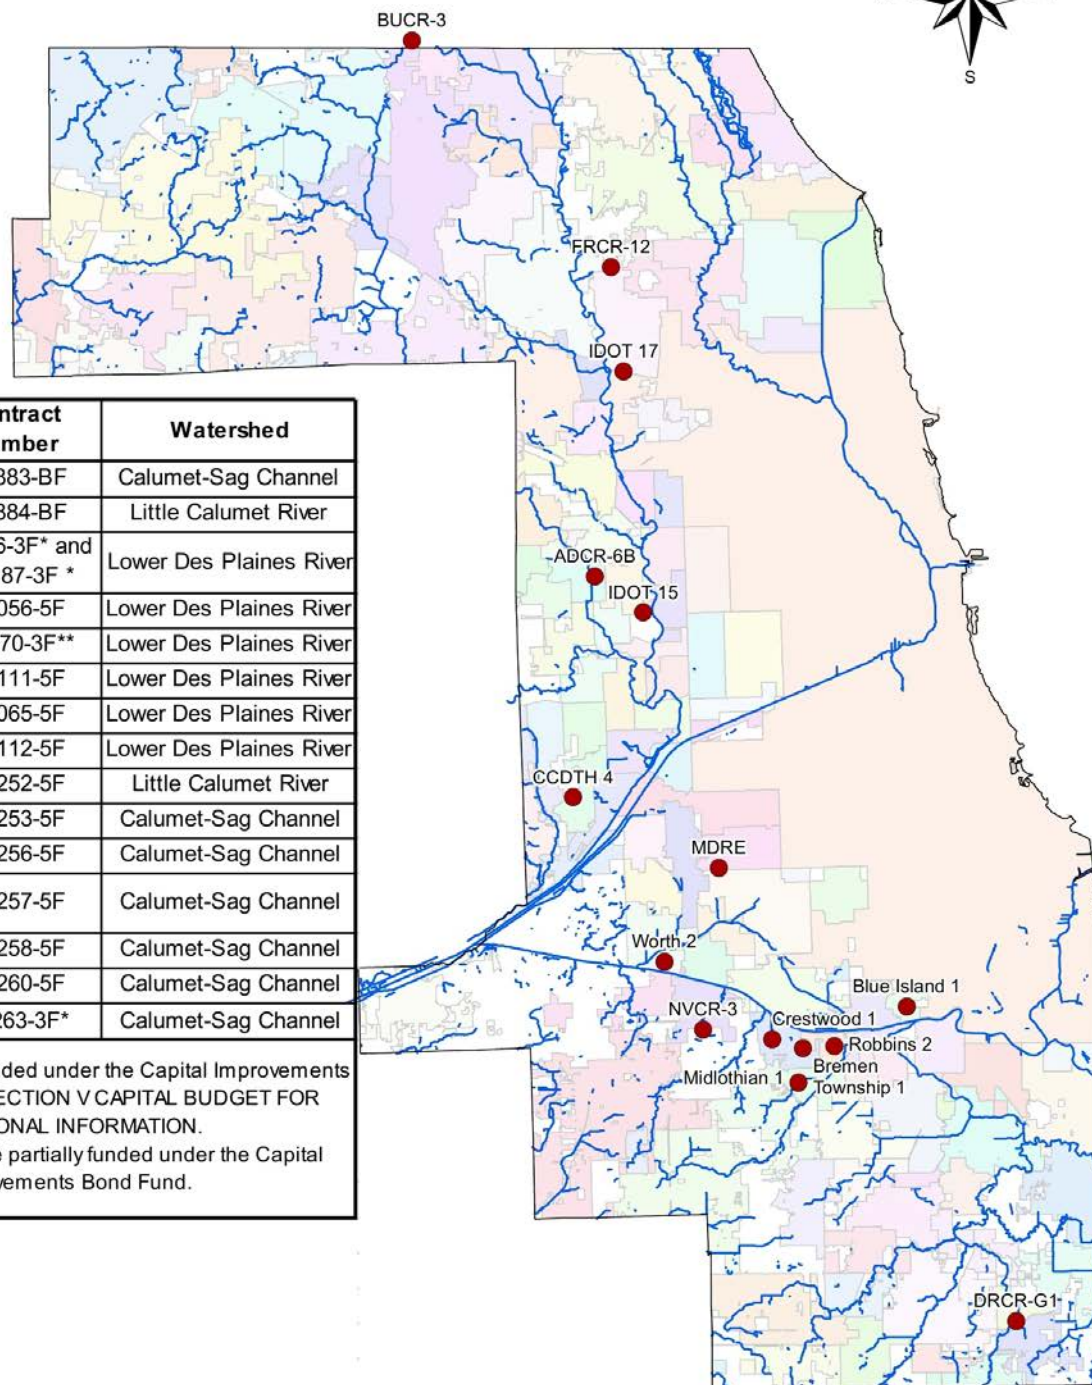 BUCR-3
S
FRCR-12
IDOT 17
ntract
mber
Watershed
383-BF
Calumet-Sag Channel
384-BF
Little Calumet River
6-3F* and
87-3F *
Lower Des Plaines River
056-5F
Lower Des Plaines River
70-3F**
Lower Des Plaines River
111-5F
Lower Des Plaines River
065-5F
Lower Des Plaines River
112-5F
Lower Des Plaines River
252-5F
Little Calumet River
253-5F
Calumet-Sag Channel
256-5F
Calumet-Sag Channel
257-5F
Calumet-Sag Channel
258-5F
Calumet-Sag Channel
260-5F
Calumet-Sag Channel
263-3F*
Calumet-Sag Channel
ded under the Capital Improvements
ECTION V CAPITAL BUDGET FOR
ONAL INFORMATION.
e partially funded under the Capital
vements Bond Fund.
ADCR-6B
IDOT 15
CCDTH 4
MDRE
Worth 2
Blue Island 1
NVCR-3
Crestwood 1
Robbins 2
Midlothian 1
Bremen
Township 1
DRCR-G1